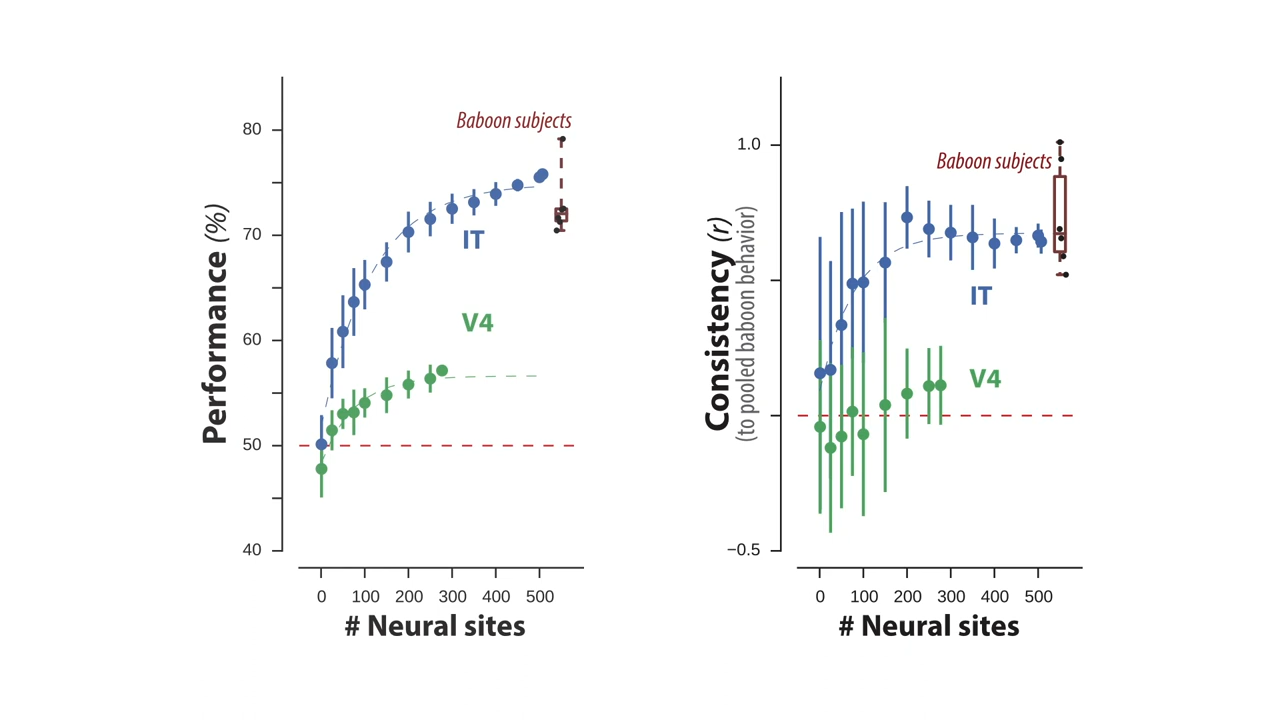 Performance (%)
80
70
60
50
40
Baboon subjects
IT
V4
0 100 200 300 400 500
# Neural sites
Consistency (r)
(to pooled baboon behavior)
1.0
−0.5
Baboon subjects
IT
V4
0 100 200 300 400 500
# Neural sites